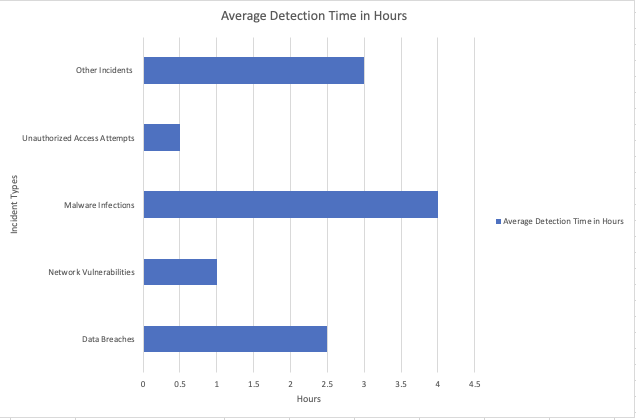 Average Detection Time in Hours
Other Incidents
Unauthorized Access Attempts
Malware Infections
Network Vulnerabilities
Data Breaches
Incident Types
0 0.5 1 1.5 2 2.5 3 3.5 4 4.5
Hours
Average Detection Time in Hours